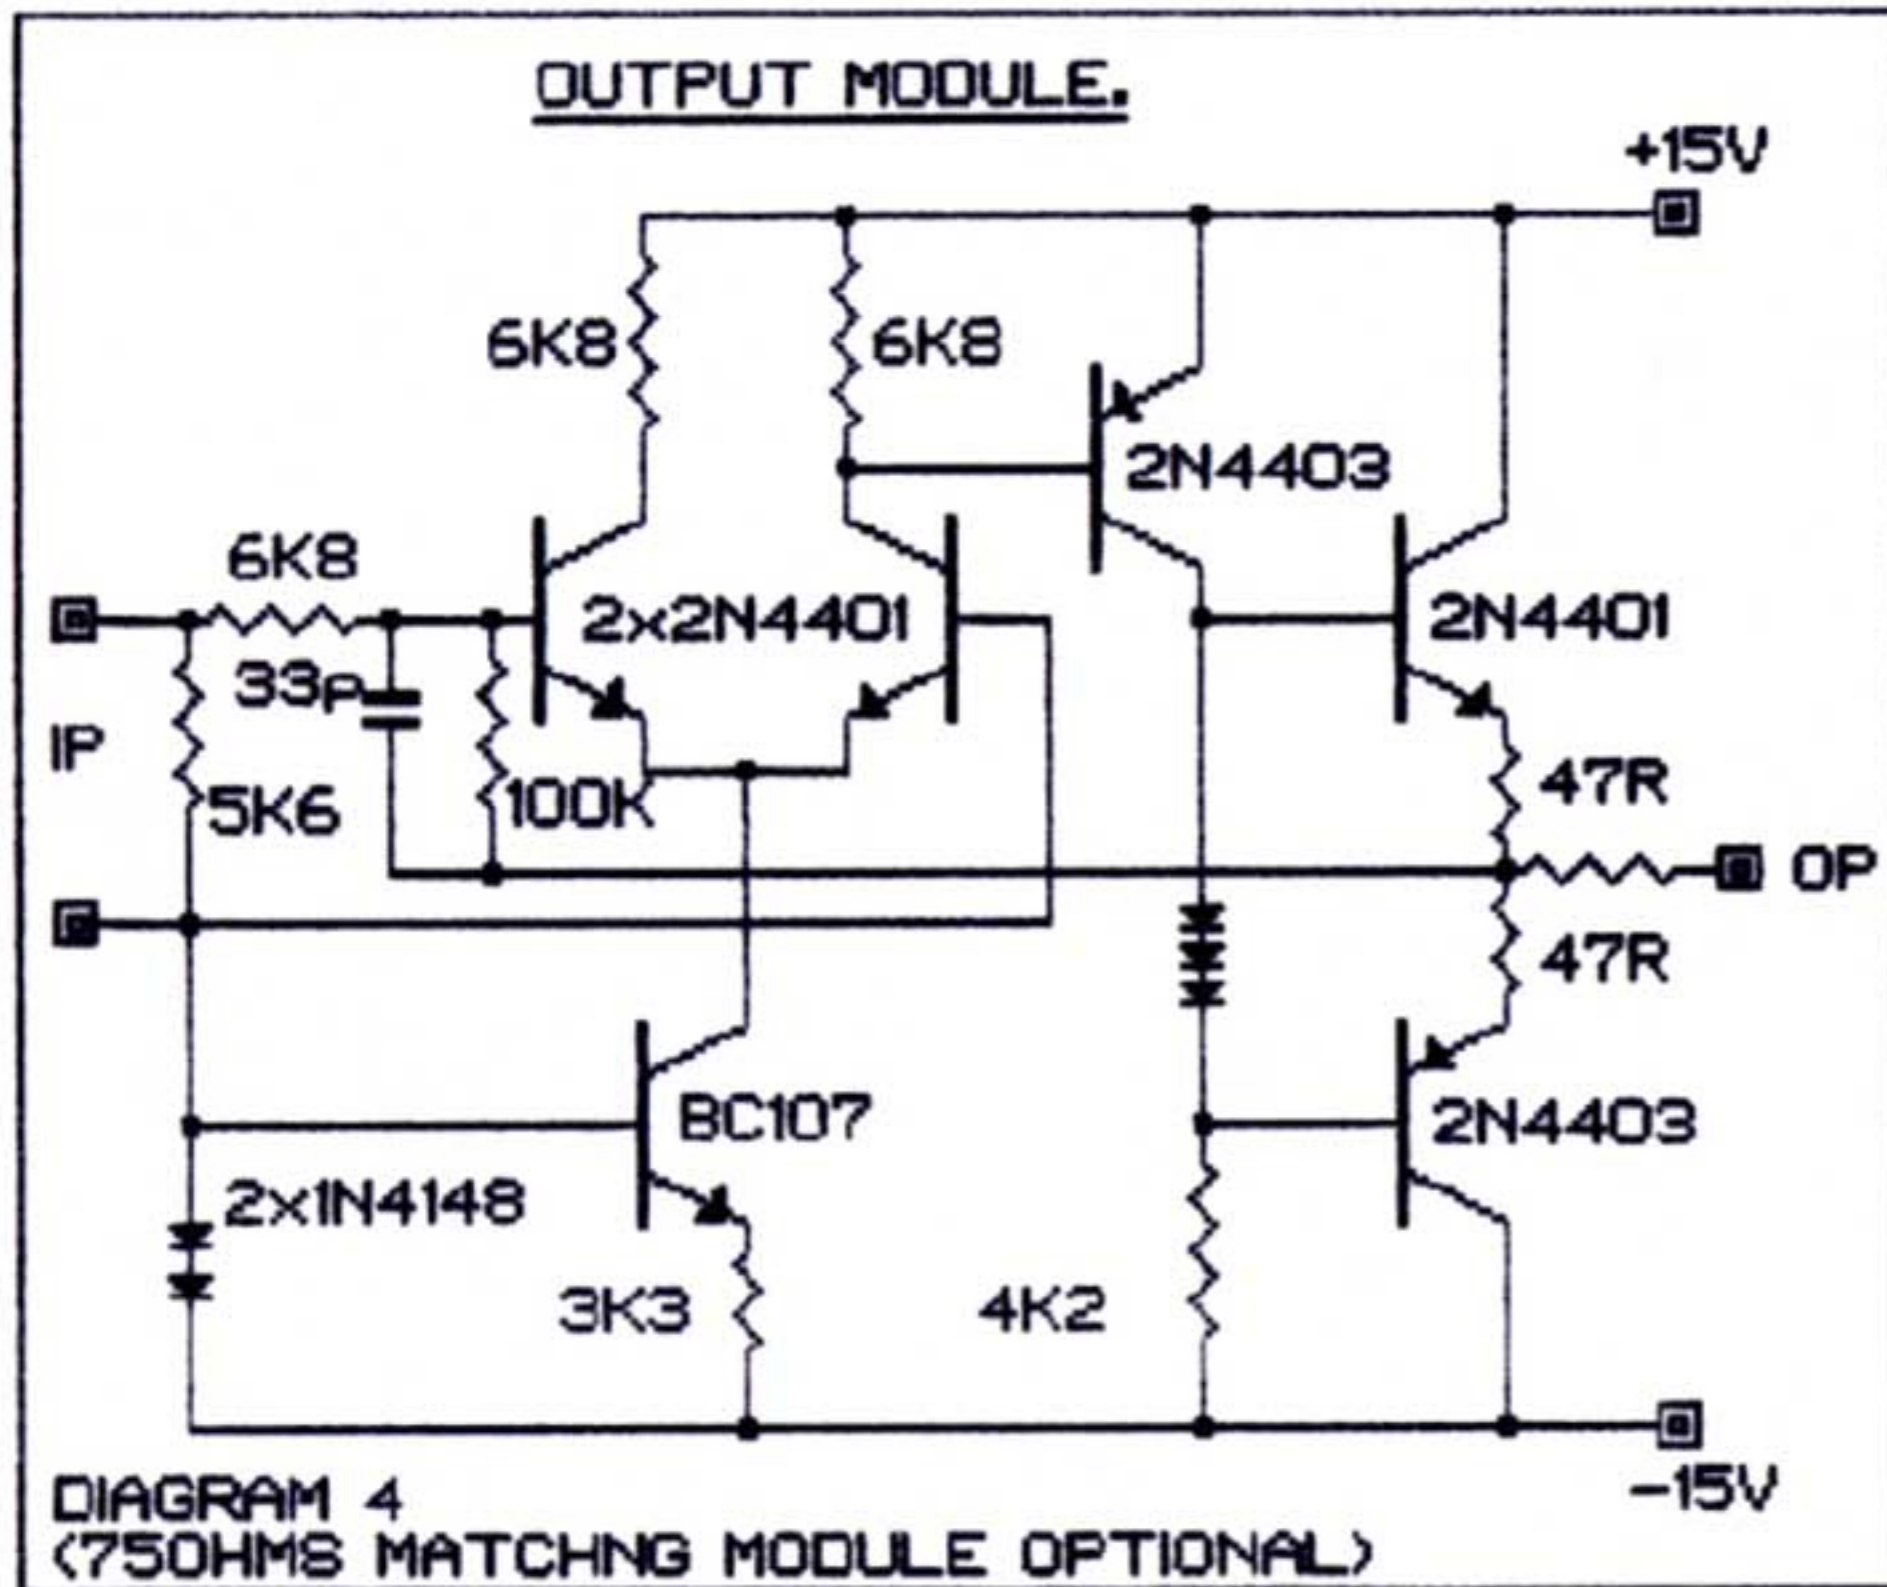 OUTPUT MODULE.
+15V
6K8
6K8
2N4403
6K8
2x2N4401
2N4401
33p
IP
5K6
100K
47R
OP
47R
BC107
2N4403
2x1N4148
3K3
4K2
-15V
DIAGRAM 4
(75OHMS MATCHNG MODULE OPTIONAL)